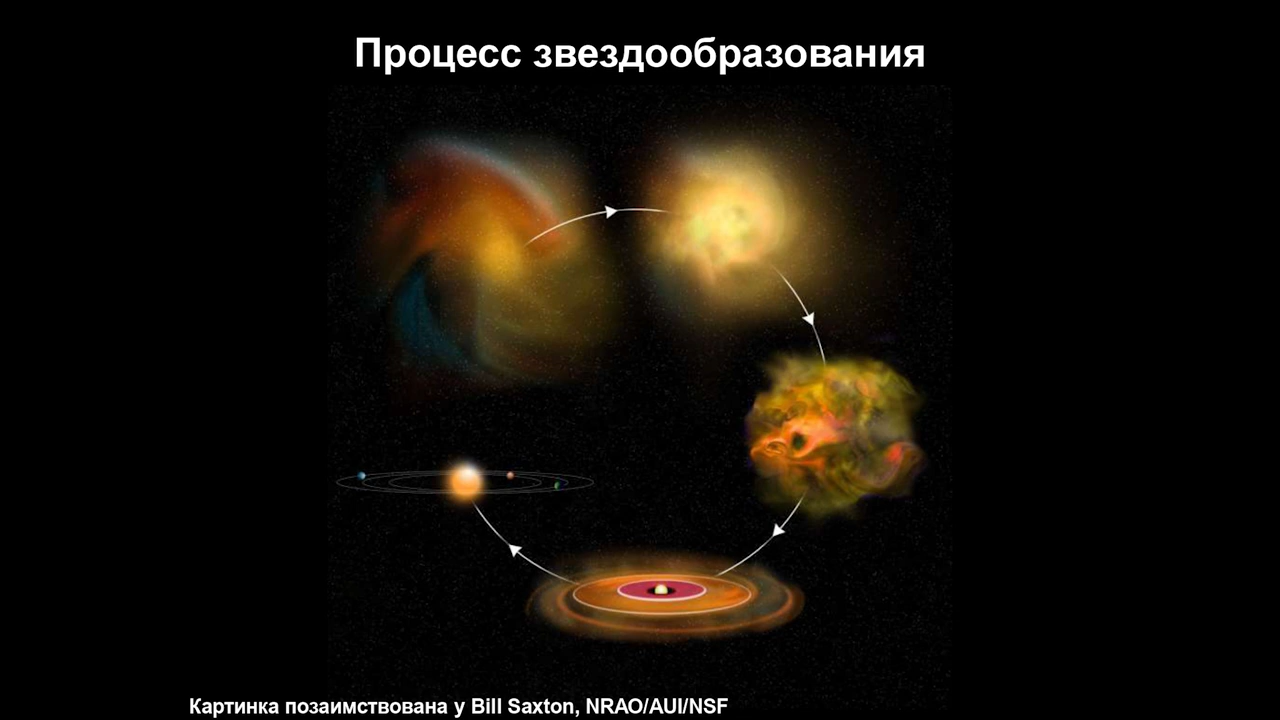 Процесс звездообразования
Картинка позаимствована у Bill Saxton, NRAO/AUI/NSF